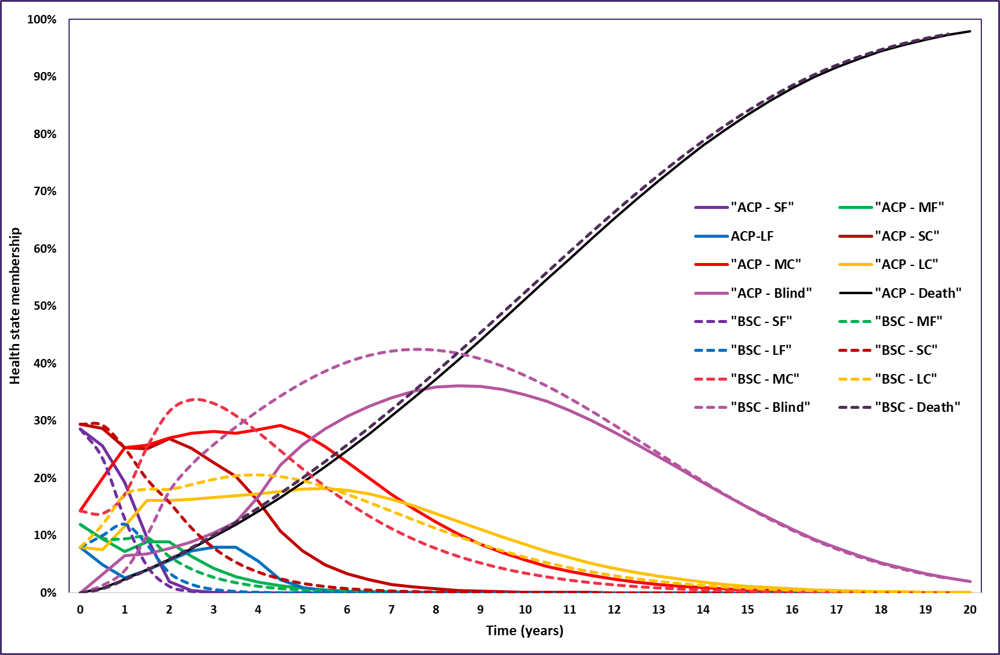 100%
90%
80%
70%
60%
50%
40%
30%
20%
10%
0%
Health state membership
"ACP - SF" "ACP - MF"
ACP-LF "ACP - SC"
"ACP - MC" "ACP - LC"
"ACP - Blind" "ACP - Death"
"BSC - SF" "BSC - MF"
"BSC - LF" "BSC - SC"
"BSC - MC" "BSC - LC"
"BSC - Blind" "BSC - Death"
0 1 2 3 4 5 6 7 8 9 10 11 12 13 14 15 16 17 18 19 20
Time (years)